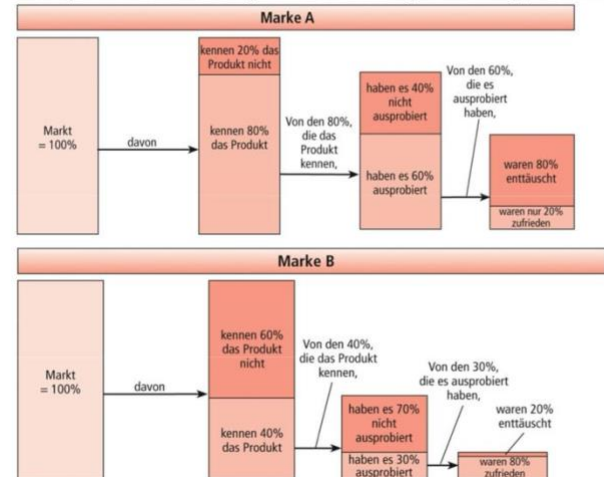 Marke A
Markt
= 100%
davon
kennen 20% das
Produkt nicht
kennen 80%
das Produkt
Von den 80%,
die das
Produkt
kennen,
haben es 40%
nicht
ausprobiert
haben es 60%
ausprobiert
Von den 60%,
die es
ausprobiert
haben,
waren 80%
enttäuscht
waren nur 20%
zufrieden
Marke B
Markt
= 100%
davon
kennen 60%
das Produkt
nicht
kennen 40%
das Produkt
Von den 40%,
die das Produkt
kennen,
haben es 70%
nicht
ausprobiert
haben es 30%
ausprobiert
Von den 30%,
die es ausprobiert
haben,
waren 20%
enttäuscht
waren 80%
zufrieden